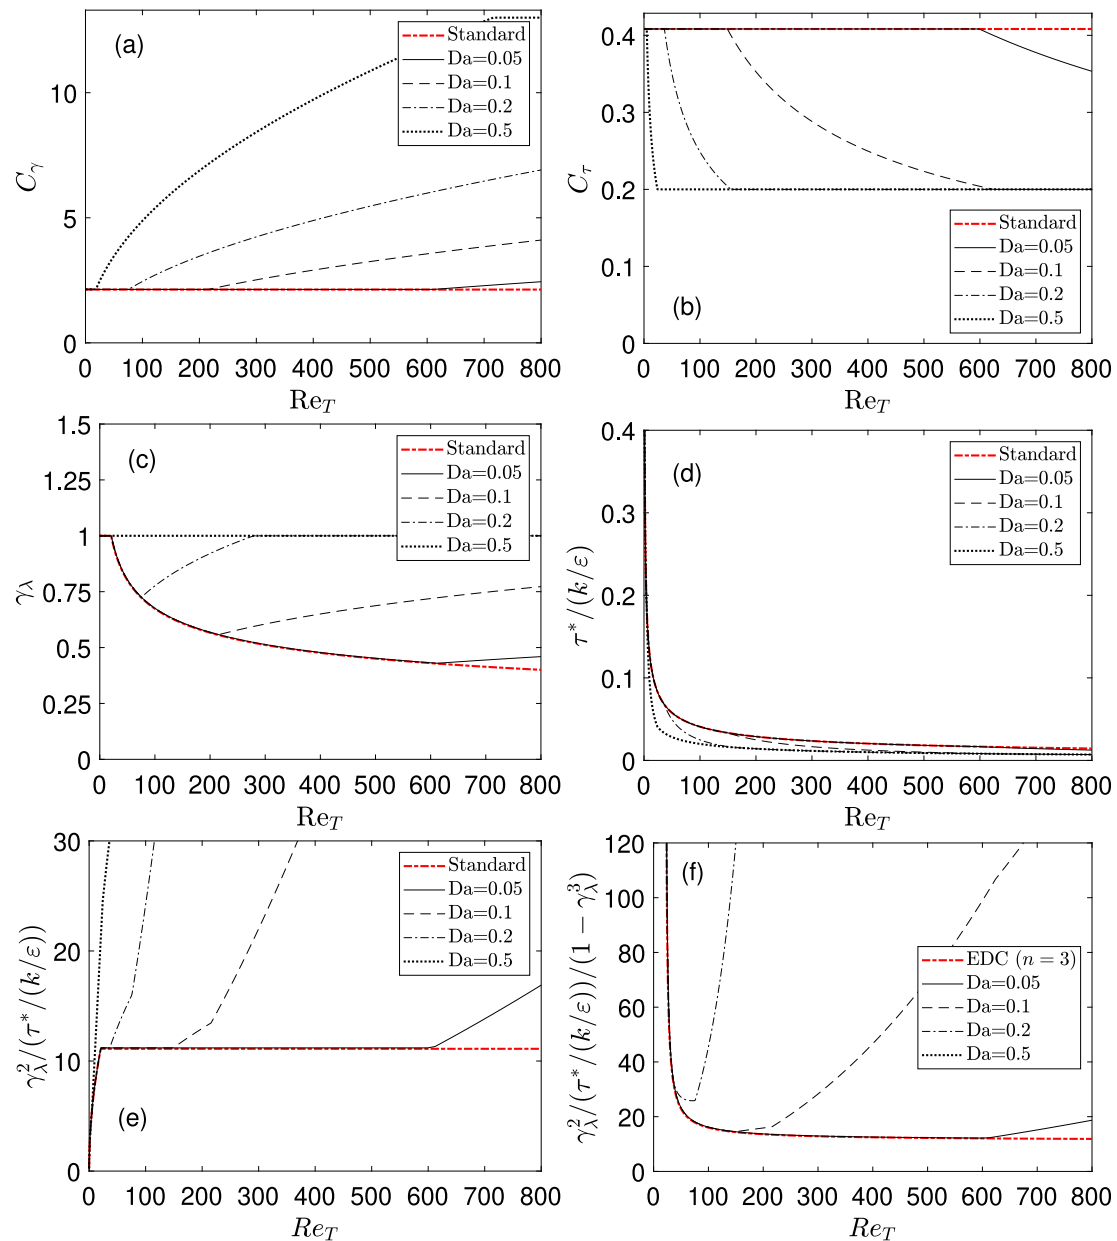 (a)
Standard
Da=0.05
Da=0.1
Da=0.2
Da=0.5
C_γ
10
5
0
0 100 200 300 400 500 600 700 800
Re_T
(b)
Standard
Da=0.05
Da=0.1
Da=0.2
Da=0.5
C_τ
0.4
0.3
0.2
0.1
0
0 100 200 300 400 500 600 700 800
Re_T
(c)
Standard
Da=0.05
Da=0.1
Da=0.2
Da=0.5
γ_λ
1.5
1.25
1
0.75
0.5
0.25
0
0 100 200 300 400 500 600 700 800
Re_T
(d)
Standard
Da=0.05
Da=0.1
Da=0.2
Da=0.5
τ*/(k/ε)
0.4
0.3
0.2
0.1
0
0 100 200 300 400 500 600 700 800
Re_T
(e)
Standard
Da=0.05
Da=0.1
Da=0.2
Da=0.5
γ_λ^2/(τ*/(k/ε))
30
20
10
0
0 100 200 300 400 500 600 700 800
Re_T
(f)
EDC (n = 3)
Da=0.05
Da=0.1
Da=0.2
Da=0.5
γ_λ^2/(τ*/(k/ε))/(1 − γ_λ^3)
120
100
80
60
40
20
0
0 100 200 300 400 500 600 700 800
Re_T